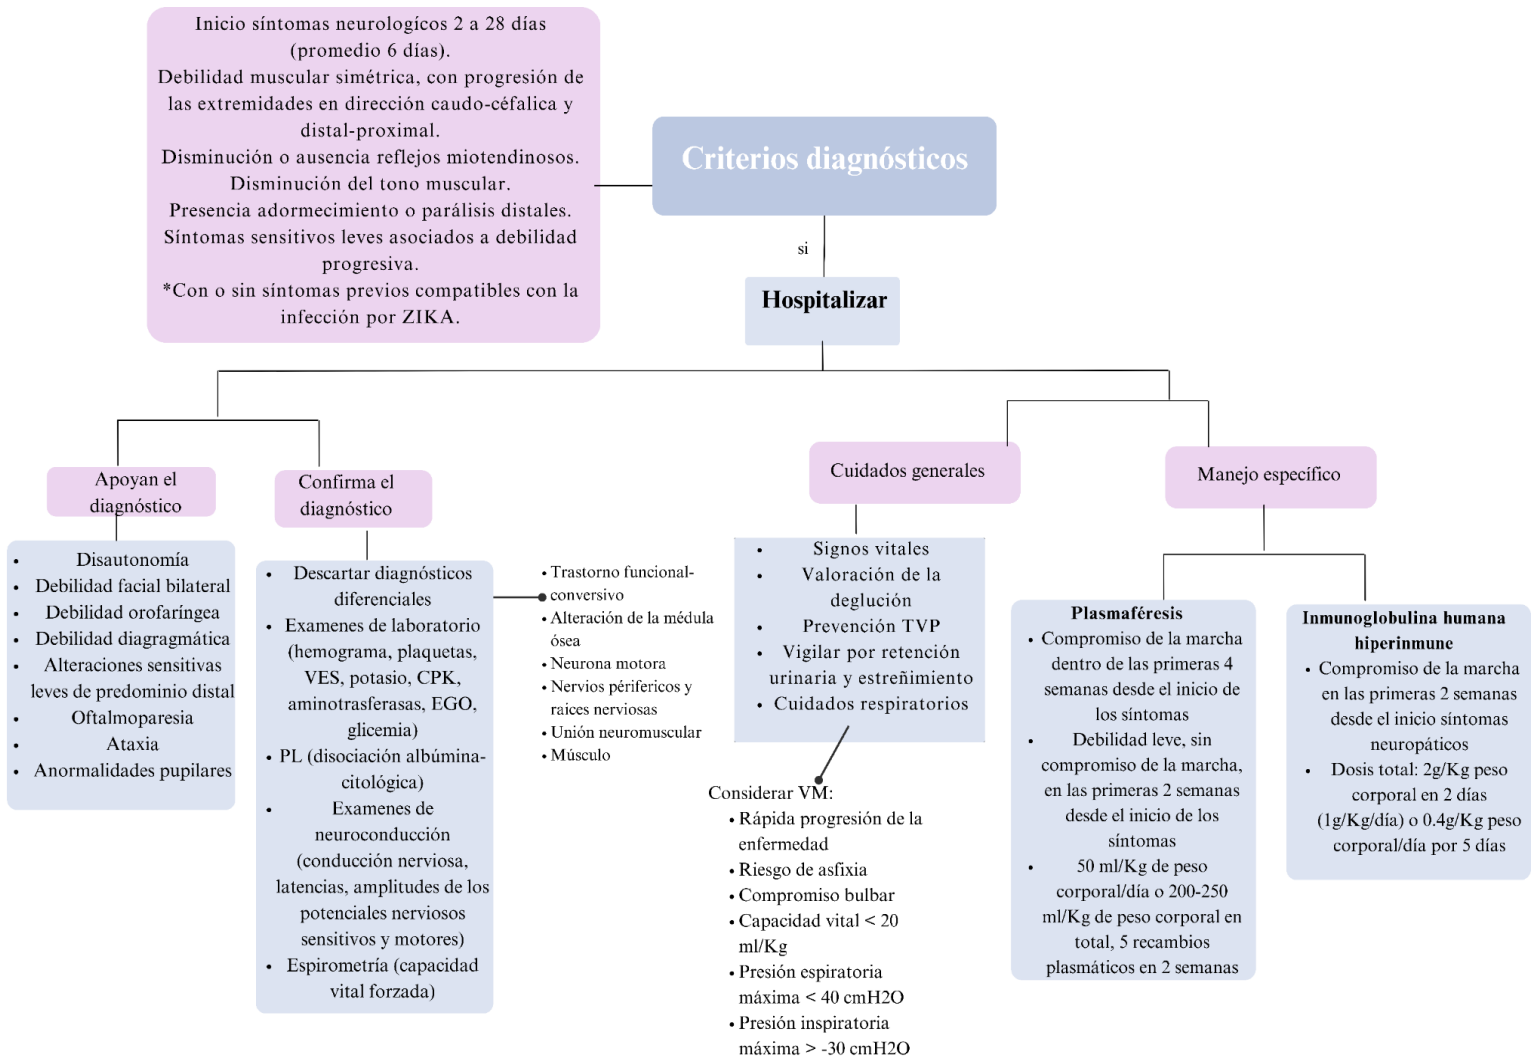 Inicio síntomas neurologícos 2 a 28 días
(promedio 6 días).
Debilidad muscular simétrica, con progresión de
las extremidades en dirección caudo-céfalica y
distal-proximal.
Disminución o ausencia reflejos miotendinosos.
Disminución del tono muscular.
Presencia adormecimiento o parálisis distales.
Síntomas sensitivos leves asociados a debilidad
progresiva.
*Con o sin síntomas previos compatibles con la
infección por ZIKA.
Criterios diagnósticos
si
Hospitalizar
Apoyan el
diagnóstico
• Disautonomía
• Debilidad facial bilateral
• Debilidad orofaríngea
• Debilidad diagragmática
• Alteraciones sensitivas
leves de predominio distal
• Oftalmoparesia
• Ataxia
• Anormalidades pupilares
Confirma el
diagnóstico
• Descartar diagnósticos
diferenciales
• Examenes de laboratorio
(hemograma, plaquetas,
VES, potasio, CPK,
aminotrasferasas, EGO,
glicemia)
• PL (disociación albúmina-
citológica)
• Examenes de
neuroconducción
(conducción nerviosa,
latencias, amplitudes de los
potenciales nerviosos
sensitivos y motores)
• Espirometría (capacidad
vital forzada)
• Trastorno funcional-
conversivo
• Alteración de la médula
ósea
• Neurona motora
• Nervios périfericos y
raices nerviosas
• Unión neuromuscular
• Músculo
Cuidados generales
• Signos vitales
• Valoración de la
deglución
• Prevención TVP
• Vigilar por retención
urinaria y estreñimiento
• Cuidados respiratorios
Considerar VM:
• Rápida progresión de la
enfermedad
• Riesgo de asfixia
• Compromiso bulbar
• Capacidad vital < 20
ml/Kg
• Presión espiratoria
máxima < 40 cmH2O
• Presión inspiratoria
máxima > -30 cmH2O
Manejo específico
Plasmaféresis
• Compromiso de la marcha
dentro de las primeras 4
semanas desde el inicio de
los síntomas
• Debilidad leve, sin
compromiso de la marcha,
en las primeras 2 semanas
desde el inicio de los
síntomas
• 50 ml/Kg de peso
corporal/día o 200-250
ml/Kg de peso corporal en
total, 5 recambios
plasmáticos en 2 semanas
Inmunoglobulina humana
hiperinmune
• Compromiso de la marcha
en las primeras 2 semanas
desde el inicio síntomas
neuropáticos
• Dosis total: 2g/Kg peso
corporal en 2 días
(1g/Kg/día) o 0.4g/Kg peso
corporal/día por 5 días